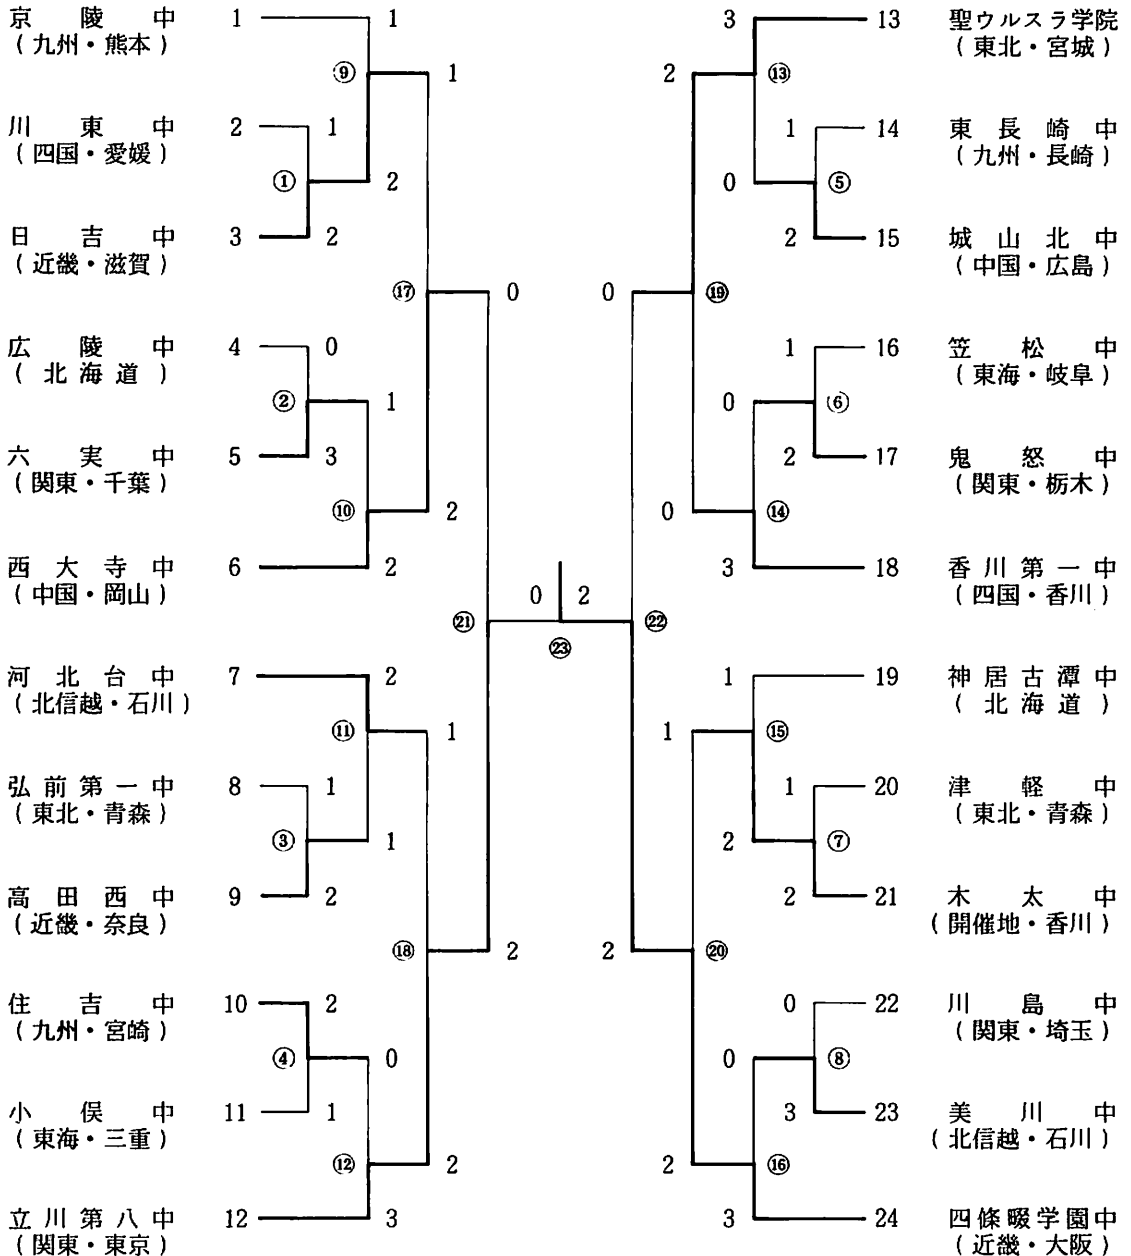 京陵中 1 1
(九州・熊本)
⑨ 1
川東中 2 1
(四国・愛媛)
① 2
日吉中 3 2
(近畿・滋賀)
⑰ 0
広陵中 4 0
(北海道)
② 1
六実中 5 3
(関東・千葉)
⑩ 2
西大寺中 6 2
(中国・岡山)
㉑ 0 2 ㉒
㉓
河北台中 7 2
(北信越・石川)
⑪ 1
弘前第一中 8 1
(東北・青森)
③ 1
高田西中 9 2
(近畿・奈良)
⑱ 2
住吉中 10 2
(九州・宮崎)
④ 0
小俣中 11 1
(東海・三重)
⑫ 2
立川第八中 12 3
(関東・東京)
3 13 聖ウルスラ学院
(東北・宮城)
2 ⑬
1 14 東長崎中
(九州・長崎)
0 ⑤
2 15 城山北中
(中国・広島)
0 ⑲
1 16 笠松中
(東海・岐阜)
0 ⑥
2 17 鬼怒中
(関東・栃木)
0 ⑭
3 18 香川第一中
(四国・香川)
1 19 神居古潭中
(北海道)
1 ⑮
1 20 津軽中
(東北・青森)
2 ⑦
2 21 木太中
(開催地・香川)
2 ⑳
0 22 川島中
(関東・埼玉)
0 ⑧
3 23 美川中
(北信越・石川)
2 ⑯
3 24 四條畷学園中
(近畿・大阪)